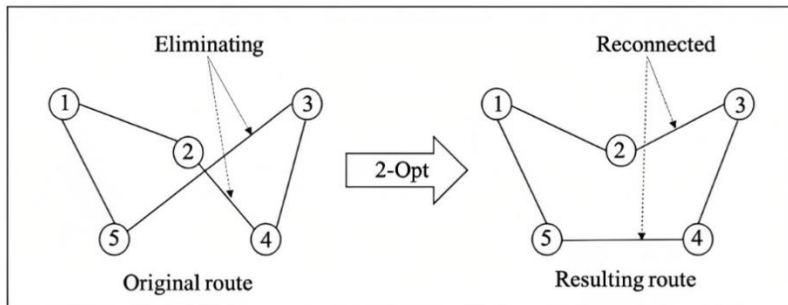 Eliminating
1
2
3
4
5
Original route
2-Opt
Reconnected
1
2
3
4
5
Resulting route